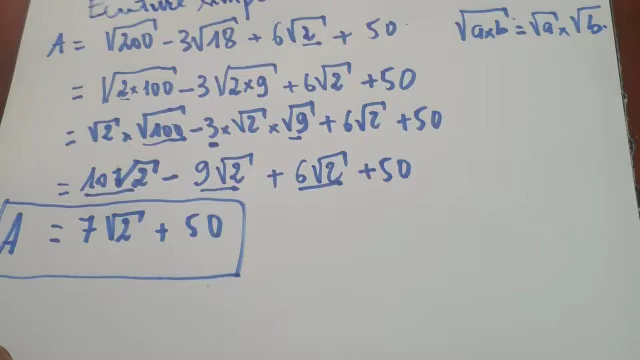 A = √200 - 3√18 + 6√2 + 50
√a×b = √a × √b.
= √2×100 - 3√2×9 + 6√2 + 50
= √2 × √100 - 3 × √2 × √9 + 6√2 + 50
= 10√2 - 9√2 + 6√2 + 50
A = 7√2 + 50